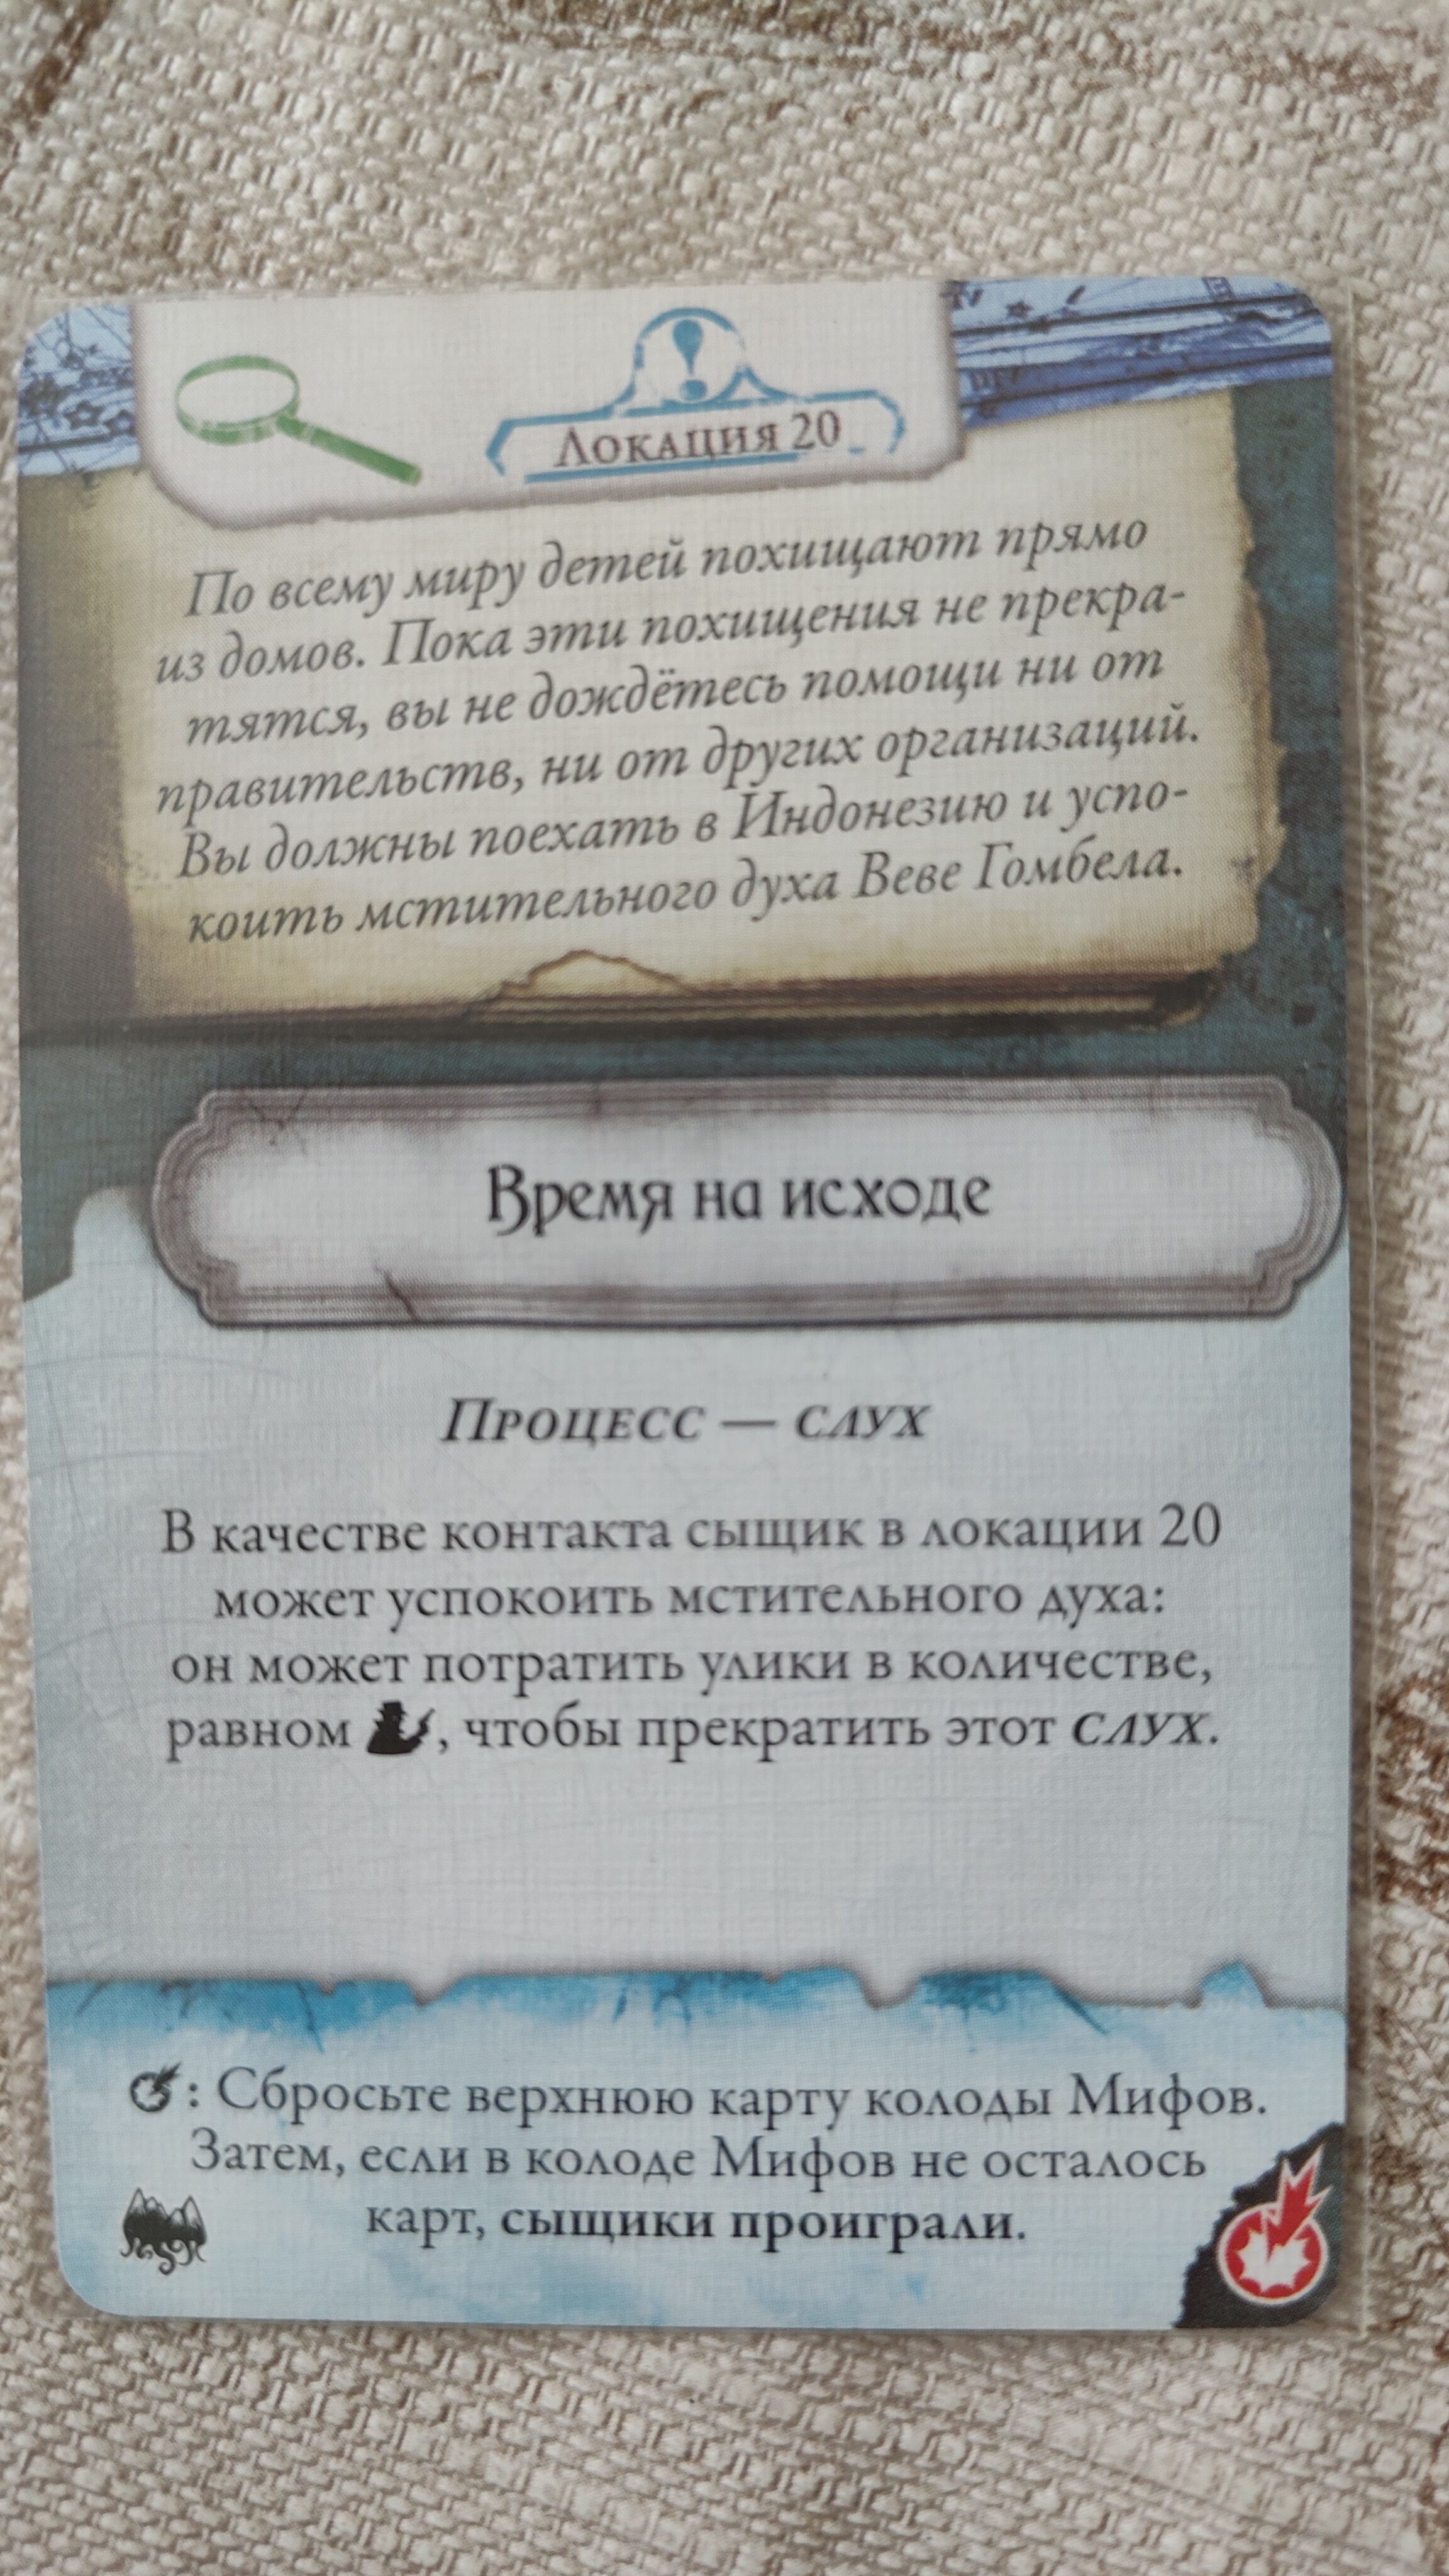 Локация 20
По всему миру детей похищают прямо
из домов. Пока эти похищения не прекра-
тятся, вы не дождётесь помощи ни от
правительств, ни от других организаций.
Вы должны поехать в Индонезию и успо-
коить мстительного духа Веве Гомбела.
Время на исходе
Процесс — слух
В качестве контакта сыщик в локации 20
может успокоить мстительного духа:
он может потратить улики в количестве,
равном , чтобы прекратить этот СЛУХ.
: Сбросьте верхнюю карту колоды Мифов.
Затем, если в колоде Мифов не осталось
карт, сыщики проиграли.